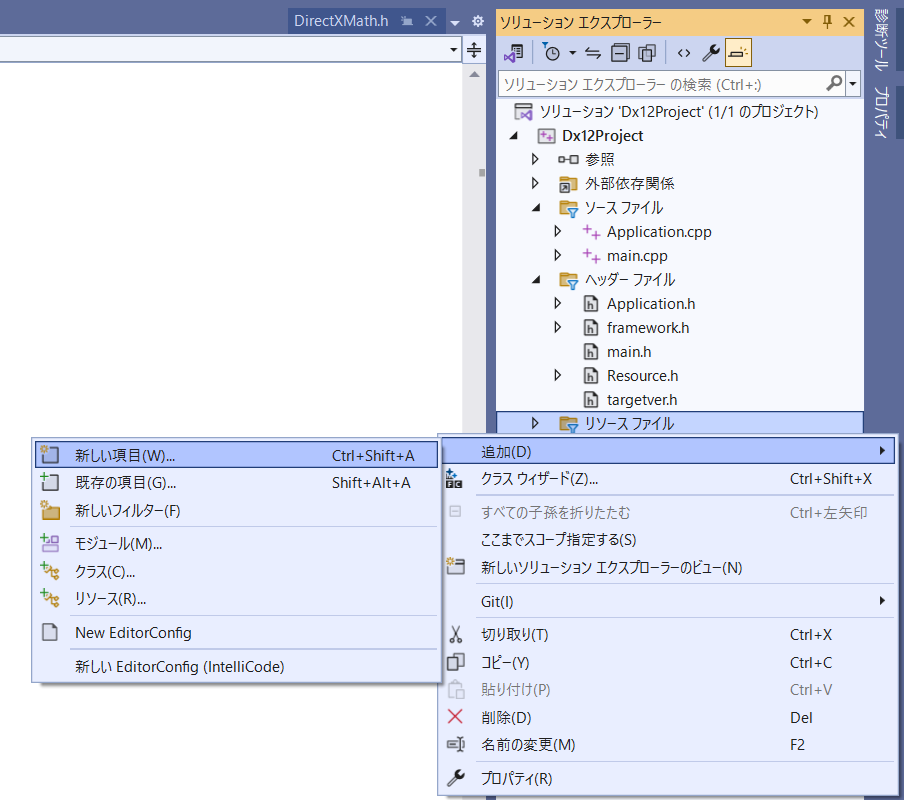 DirectXMath.h
ソリューション エクスプローラー
ソリューション エクスプローラー の検索 (Ctrl+:)
ソリューション 'Dx12Project' (1/1 のプロジェクト)
Dx12Project
参照
外部依存関係
ソース ファイル
Application.cpp
main.cpp
ヘッダー ファイル
Application.h
framework.h
main.h
Resource.h
targetver.h
リソース ファイル
診断ツール
プロパティ
新しい項目(W)... Ctrl+Shift+A
既存の項目(G)... Shift+Alt+A
新しいフィルター(F)
モジュール(M)...
クラス(C)...
リソース(R)...
New EditorConfig
新しい EditorConfig (IntelliCode)
追加(D)
クラス ウィザード(Z)... Ctrl+Shift+X
すべての子孫を折りたたむ Ctrl+左矢印
ここまでスコープ指定する(S)
新しいソリューション エクスプローラーのビュー(N)
Git(I)
切り取り(T) Ctrl+X
コピー(Y) Ctrl+C
貼り付け(P) Ctrl+V
削除(D) Del
名前の変更(M) F2
プロパティ(R)